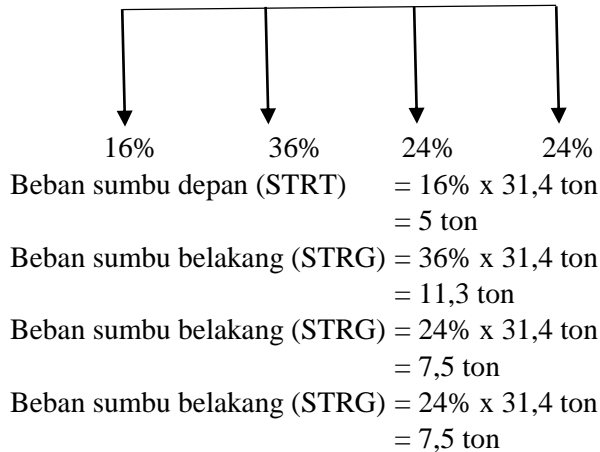 16% 36% 24% 24%
Beban sumbu depan (STRT) = 16% x 31,4 ton
= 5 ton
Beban sumbu belakang (STRG) = 36% x 31,4 ton
= 11,3 ton
Beban sumbu belakang (STRG) = 24% x 31,4 ton
= 7,5 ton
Beban sumbu belakang (STRG) = 24% x 31,4 ton
= 7,5 ton